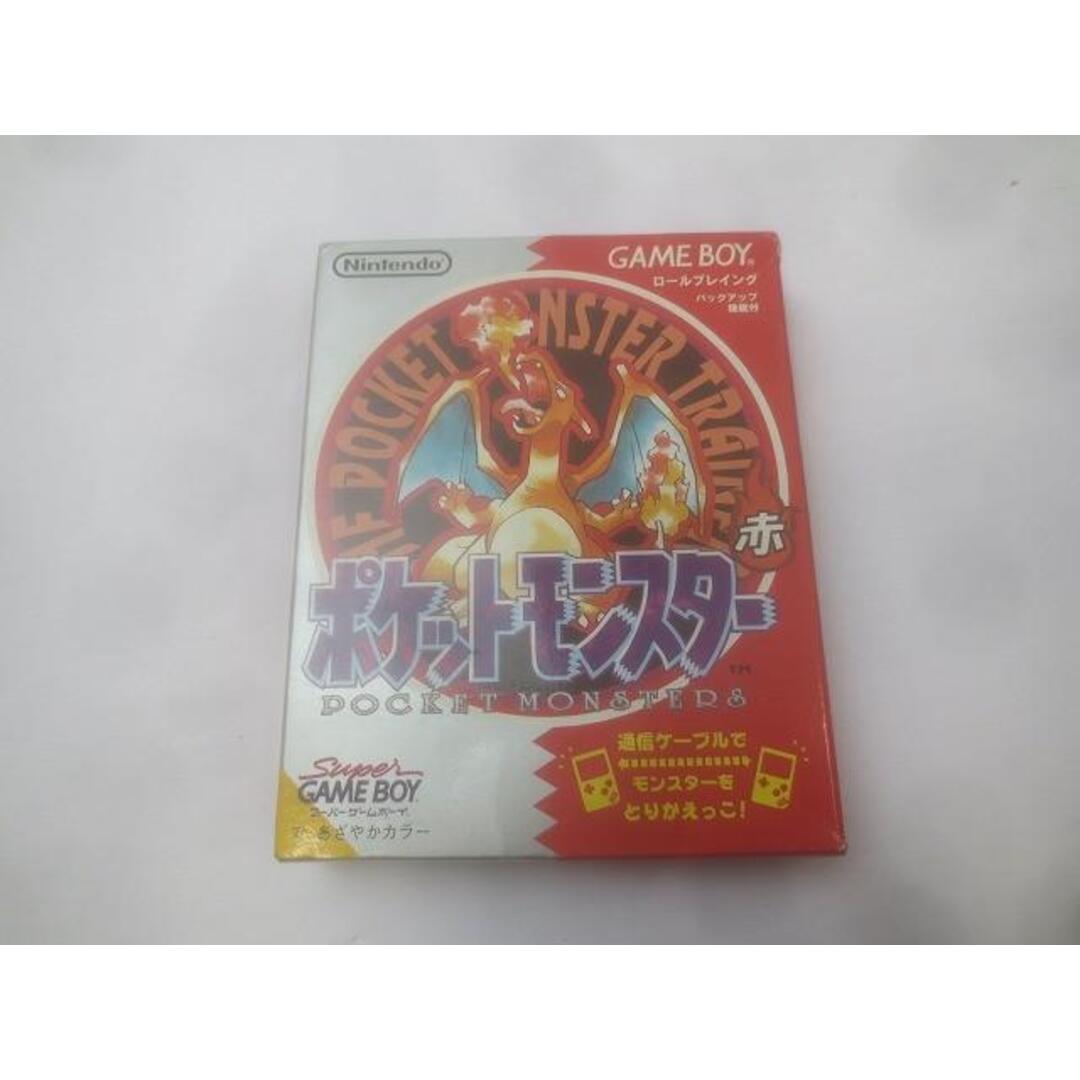 Nintendo
GAME BOY
ロールプレイング
バックアップ
機能付
POCKET MONSTER
赤
ポケットモンスター
TM
POCKET MONSTERS
通信ケーブルで
モンスターを
とりかえっこ!
Super
GAME BOY
スーパーゲームボーイ
で、あざやかカラー